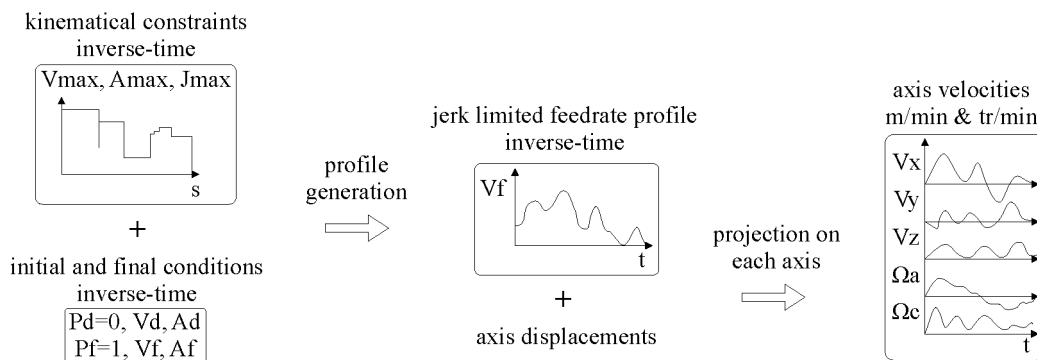 kinematical constraints
inverse-time
Vmax, Amax, Jmax
s
+
initial and final conditions
inverse-time
Pd=0, Vd, Ad
Pf=1, Vf, Af
profile
generation
jerk limited feedrate profile
inverse-time
Vf
t
+
axis displacements
projection on
each axis
axis velocities
m/min & tr/min
Vx
Vy
Vz
Ωa
Ωc
t